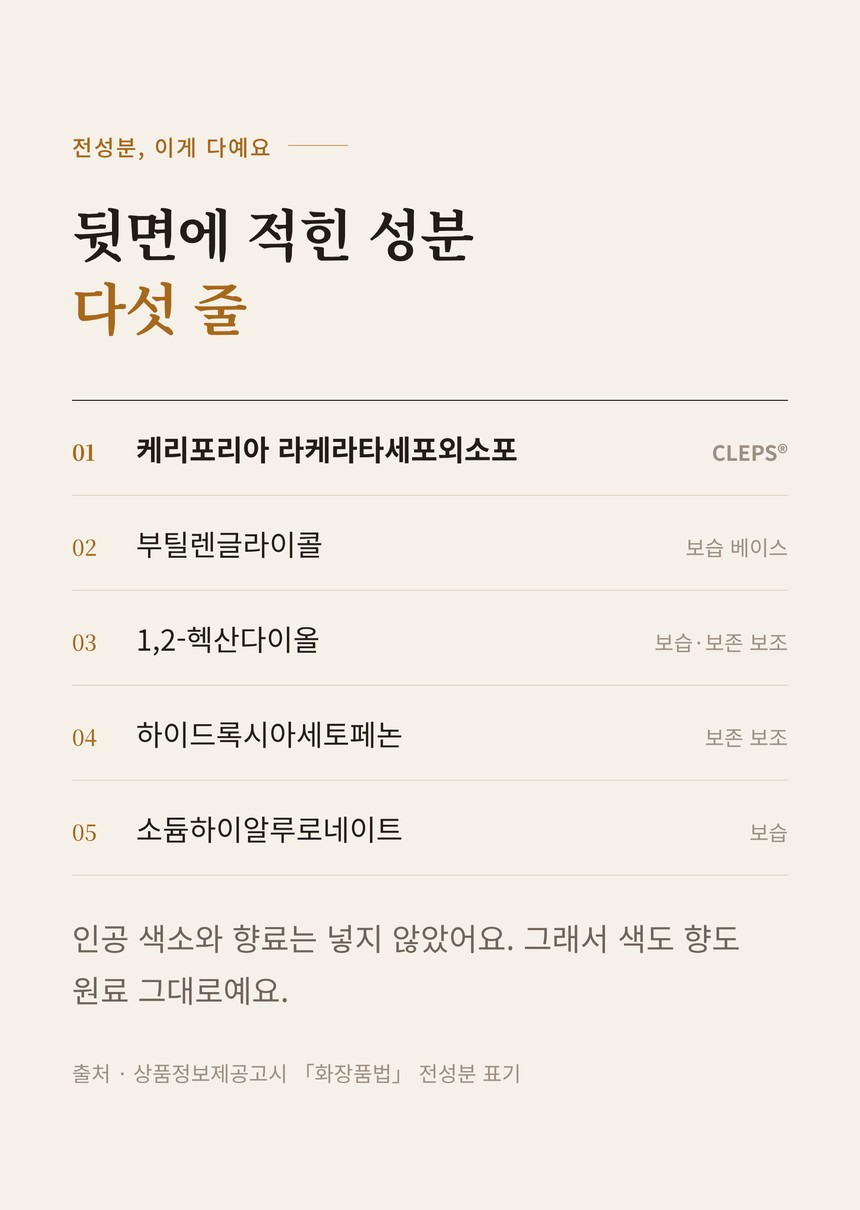 전성분, 이게 다예요
뒷면에 적힌 성분
다섯 줄
01 케리포리아 라케라타세포외소포 CLEPS®
02 부틸렌글라이콜 보습 베이스
03 1,2-헥산다이올 보습·보존 보조
04 하이드록시아세토페논 보존 보조
05 소듐하이알루로네이트 보습
인공 색소와 향료는 넣지 않았어요. 그래서 색도 향도
원료 그대로예요.
출처 · 상품정보제공고시 「화장품법」 전성분 표기